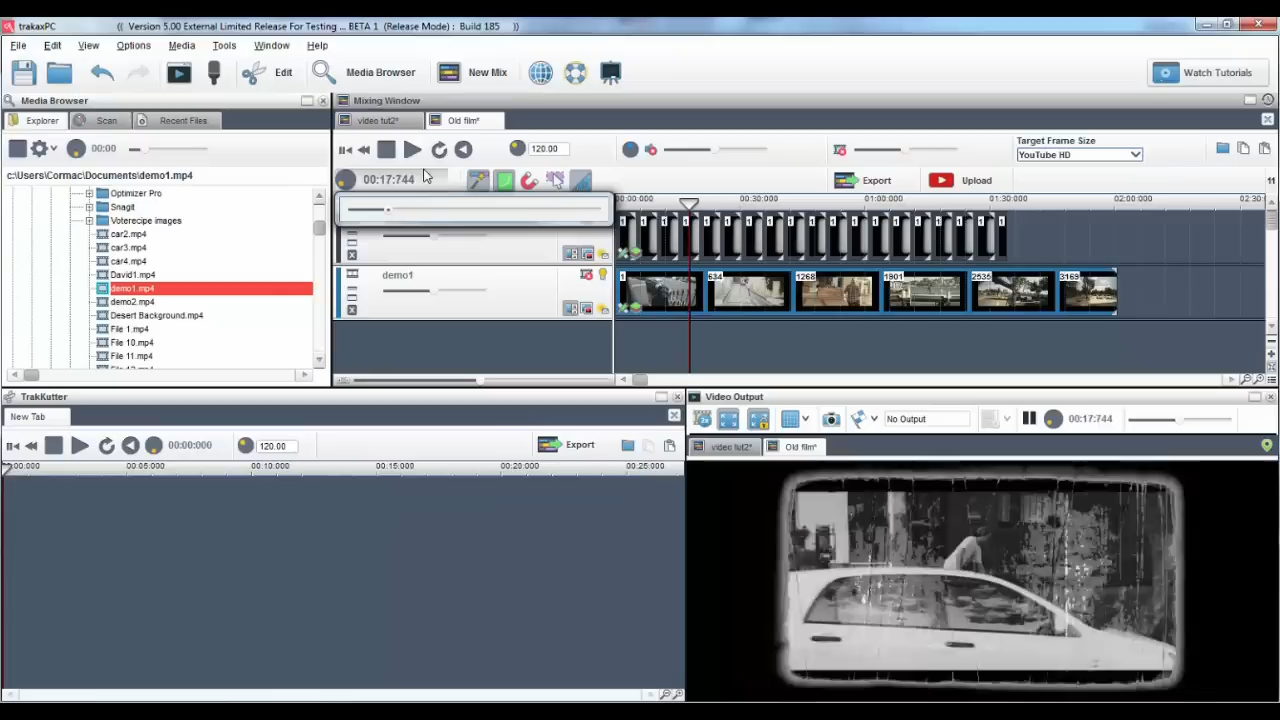 trakaxPC ( Version 5.00 External Limited Release For Testing ... BETA 1 (Release Mode) : Build 185 )
File Edit View Options Media Tools Window Help
Edit Media Browser New Mix Watch Tutorials
Media Browser
Explorer Scan Recent Files
00:00
c:\Users\Cormac\Documents\demo1.mp4
Optimizer Pro
Snagit
Voterecipe images
car2.mp4
car3.mp4
car4.mp4
David1.mp4
demo1.mp4
demo2.mp4
Desert Background.mp4
File 1.mp4
File 10.mp4
File 11.mp4
Mixing Window
video tut2* Old film*
120.00
Target Frame Size
YouTube HD
00:17:744
Export Upload
00:000 00:30:000 01:00:000 01:30:000 02:00:000 02:30
demo1
1 634 1268 1901 2535 3169
TrakKutter
New Tab
00:00:000 120.00 Export
00:000 00:05:000 00:10:000 00:15:000 00:20:000 00:25:000
Video Output
No Output 00:17:744
video tut2* Old film*